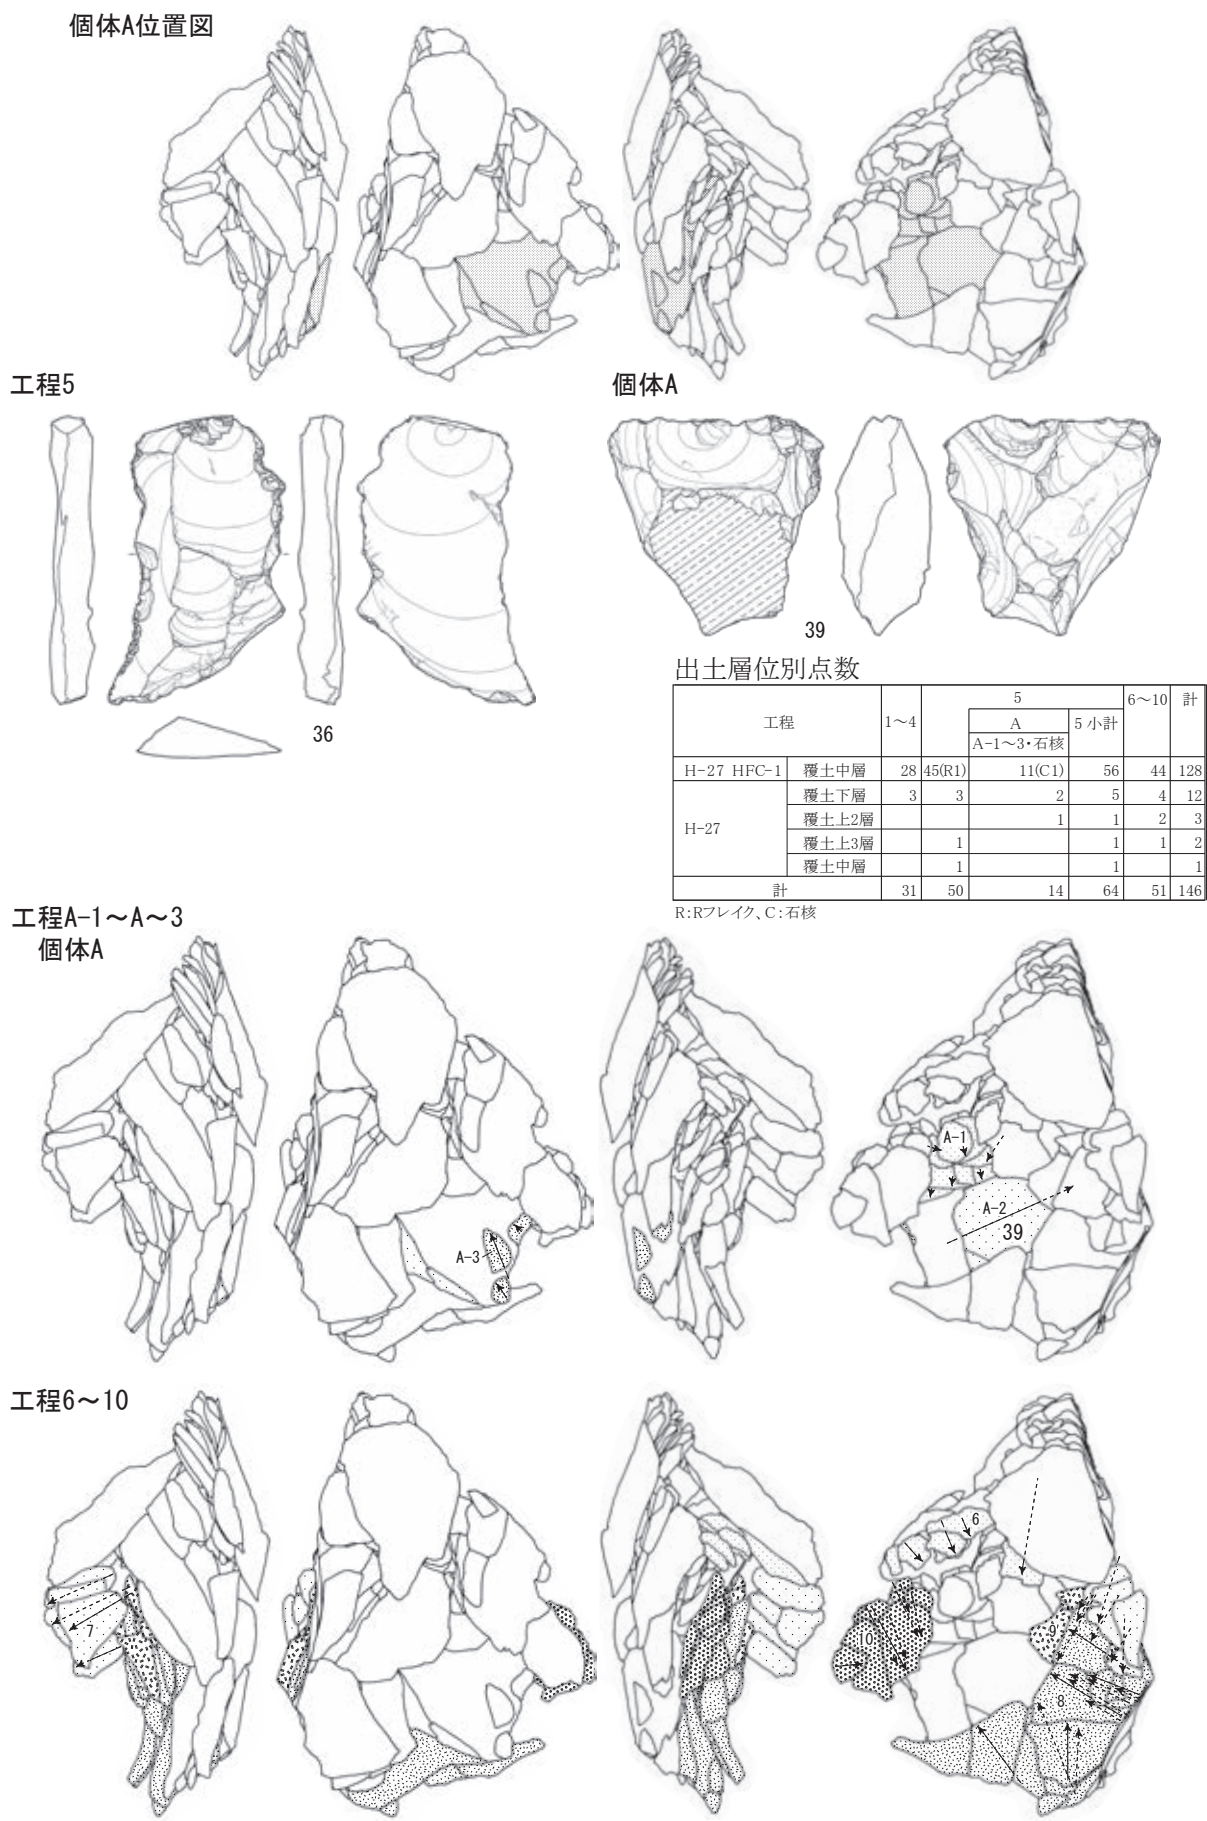 個体A位置図
工程5
36
個体A
39
出土層位別点数
工程 1～4 5 6～10 計
A 5小計
A-1～3・石核
H-27 HFC-1 覆土中層 28 45(R1) 11(C1) 56 44 128
H-27 覆土下層 3 3 2 5 4 12
覆土上2層 1 1 2 3
覆土上3層 1 1 1 2
覆土中層 1 1 1
計 31 50 14 64 51 146
R:Rフレイク、C:石核
工程A-1～A～3
個体A
A-3
A-1
A-2
39
工程6～10
7
6
10
9
8